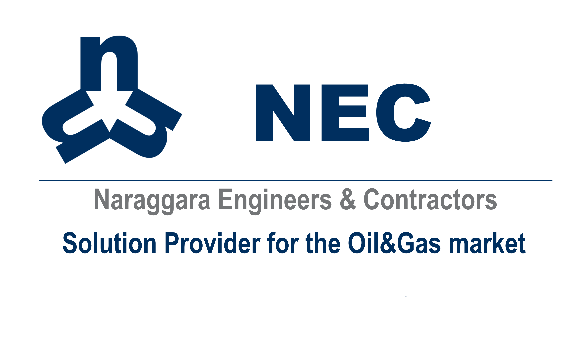 n
NEC
Naraggara Engineers & Contractors
Solution Provider for the Oil&Gas market